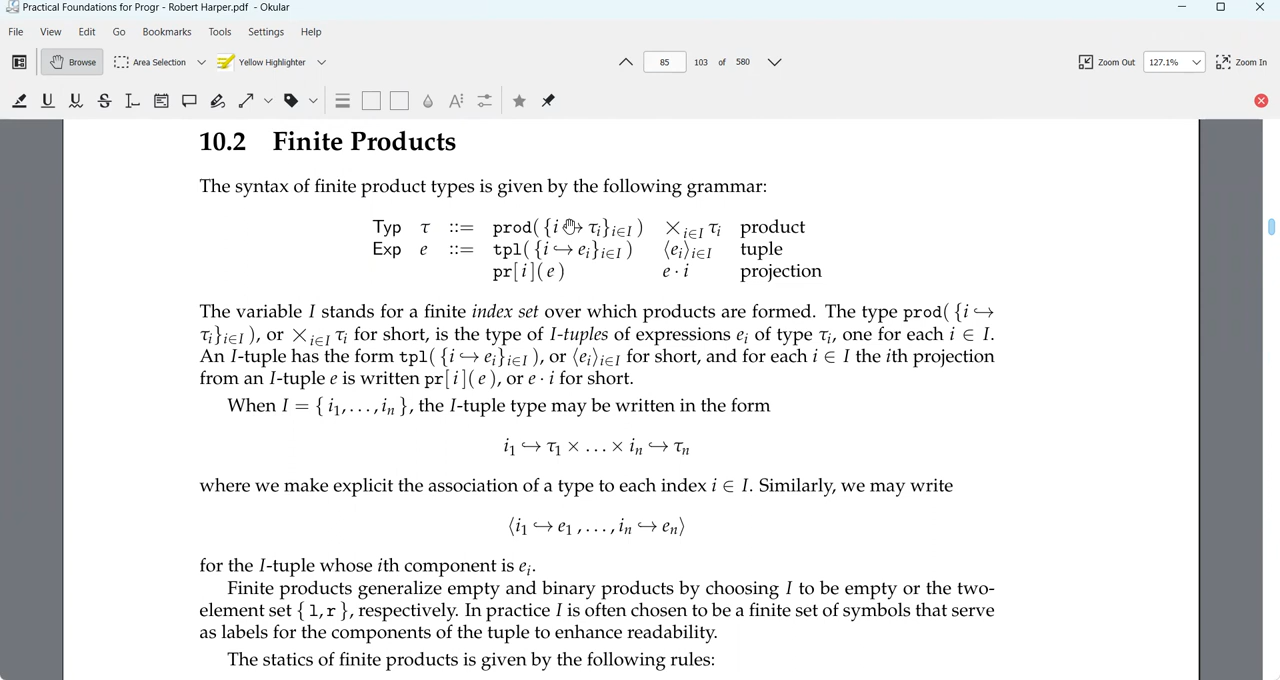 Practical Foundations for Progr - Robert Harper.pdf - Okular
File View Edit Go Bookmarks Tools Settings Help
Browse Area Selection Yellow Highlighter 85 103 of 580 Zoom Out 127.1% Zoom In
10.2 Finite Products
The syntax of finite product types is given by the following grammar:
Typ τ ::= prod({i ↪ τᵢ}ᵢ∈I) ×ᵢ∈I τᵢ product
Exp e ::= tpl({i ↪ eᵢ}ᵢ∈I) ⟨eᵢ⟩ᵢ∈I tuple
pr[i](e) e · i projection
The variable I stands for a finite index set over which products are formed. The type prod({i ↪
τᵢ}ᵢ∈I), or ×ᵢ∈I τᵢ for short, is the type of I-tuples of expressions eᵢ of type τᵢ, one for each i ∈ I.
An I-tuple has the form tpl({i ↪ eᵢ}ᵢ∈I), or ⟨eᵢ⟩ᵢ∈I for short, and for each i ∈ I the ith projection
from an I-tuple e is written pr[i](e), or e · i for short.
When I = { i₁, . . . , iₙ }, the I-tuple type may be written in the form
i₁ ↪ τ₁ × . . . × iₙ ↪ τₙ
where we make explicit the association of a type to each index i ∈ I. Similarly, we may write
⟨i₁ ↪ e₁ , . . . , iₙ ↪ eₙ⟩
for the I-tuple whose ith component is eᵢ.
Finite products generalize empty and binary products by choosing I to be empty or the two-
element set { l, r }, respectively. In practice I is often chosen to be a finite set of symbols that serve
as labels for the components of the tuple to enhance readability.
The statics of finite products is given by the following rules: